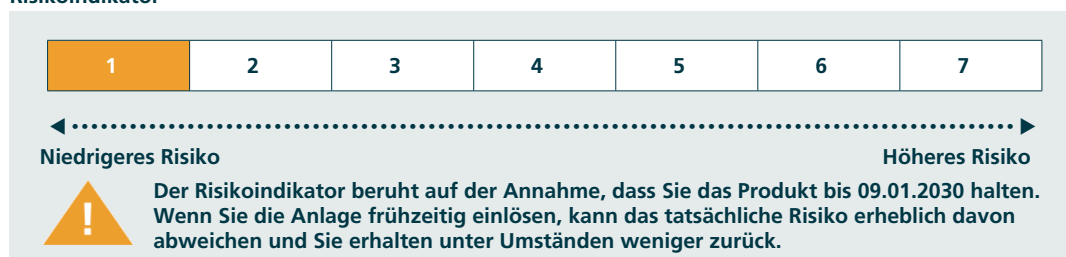 Risikoindikator
1 2 3 4 5 6 7
Niedrigeres Risiko Höheres Risiko
! Der Risikoindikator beruht auf der Annahme, dass Sie das Produkt bis 09.01.2030 halten.
Wenn Sie die Anlage frühzeitig einlösen, kann das tatsächliche Risiko erheblich davon
abweichen und Sie erhalten unter Umständen weniger zurück.